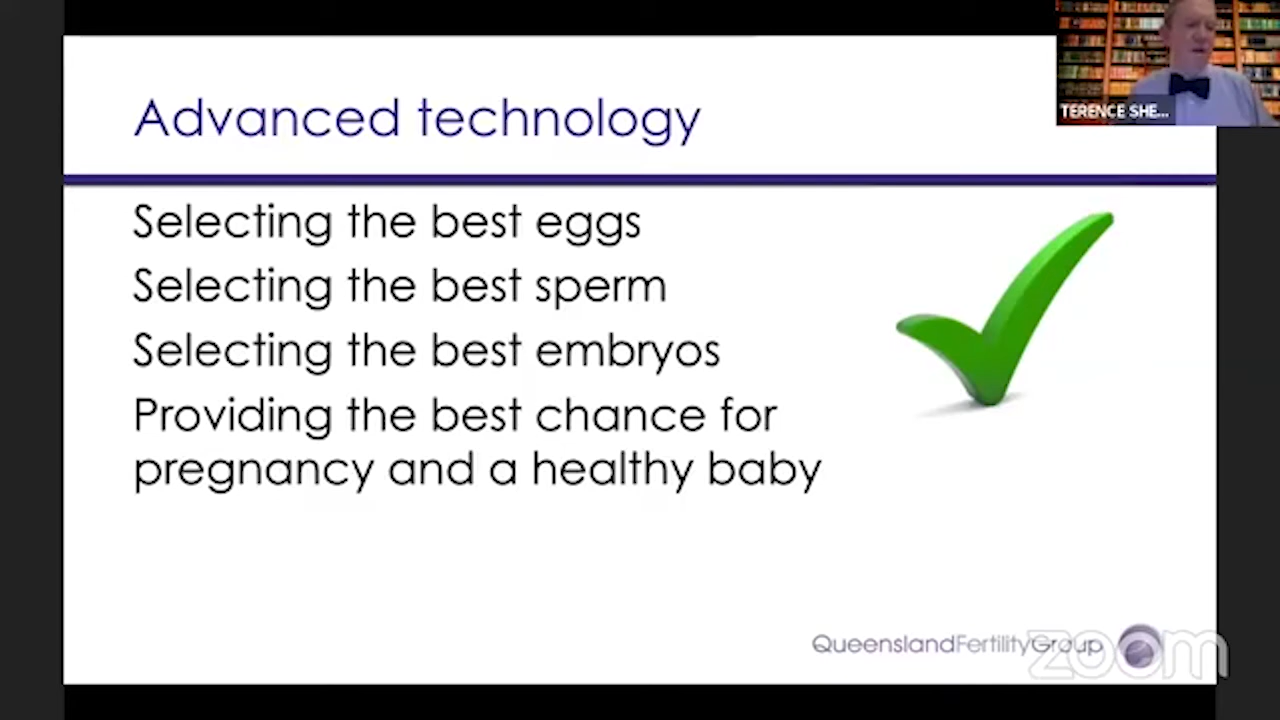 TERENCE SHE...
Advanced technology
Selecting the best eggs
Selecting the best sperm
Selecting the best embryos
Providing the best chance for
pregnancy and a healthy baby
QueenslandFertilityGroup
zoom